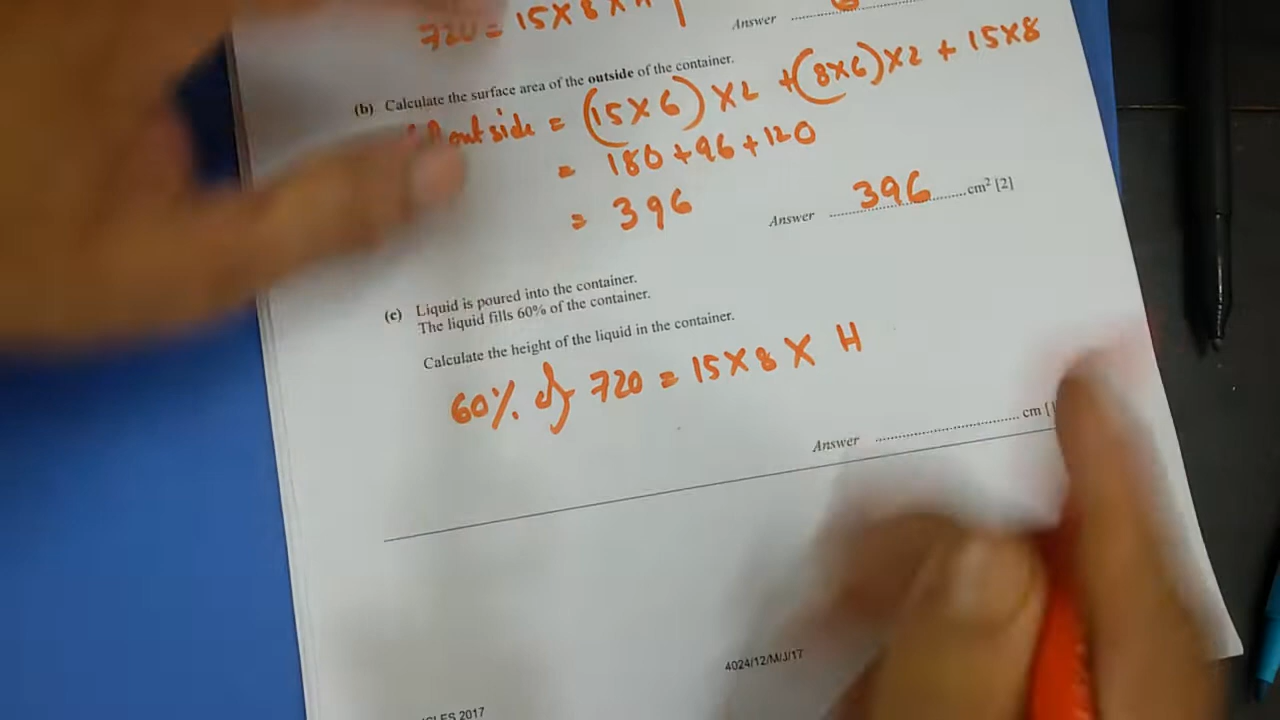 720 = 15 X 8 X H
Answer
(b) Calculate the surface area of the outside of the container.
outside = (15 X 6) X 2 + (8X6) X 2 + 15 X 8
= 180 + 96 + 120
= 396
Answer 396 cm² [2]
(c) Liquid is poured into the container.
The liquid fills 60% of the container.
Calculate the height of the liquid in the container.
60% of 720 = 15 X 8 X H
Answer cm [
4024/12/M/J/17
2017